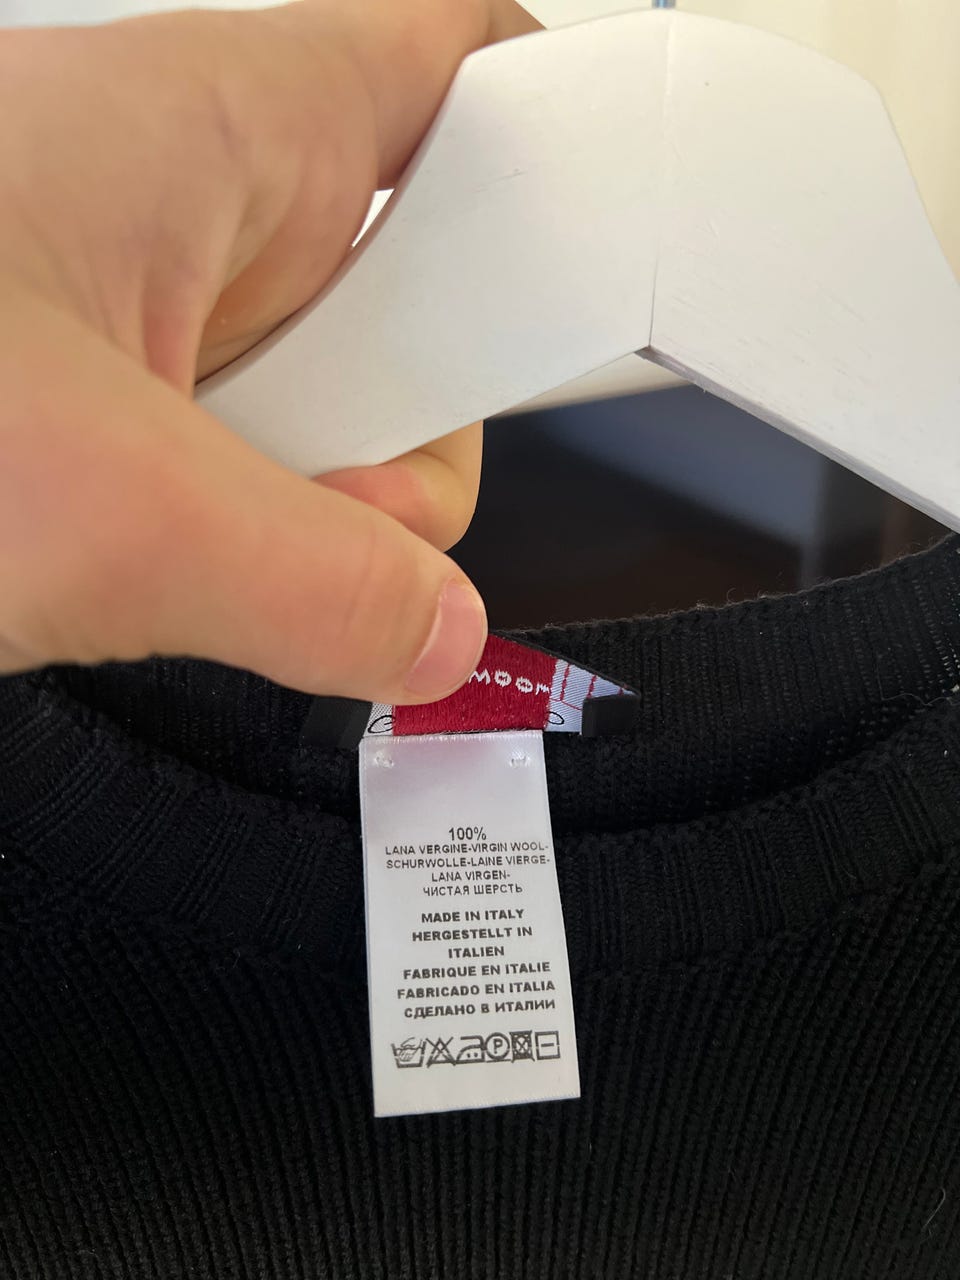 100%
LANA VERGINE-VIRGIN WOOL-
SCHURWOLLE-LAINE VIERGE-
LANA VIRGEN-
ЧИСТАЯ ШЕРСТЬ
MADE IN ITALY
HERGESTELLT IN
ITALIEN
FABRIQUE EN ITALIE
FABRICADO EN ITALIA
СДЕЛАНО В ИТАЛИИ
P